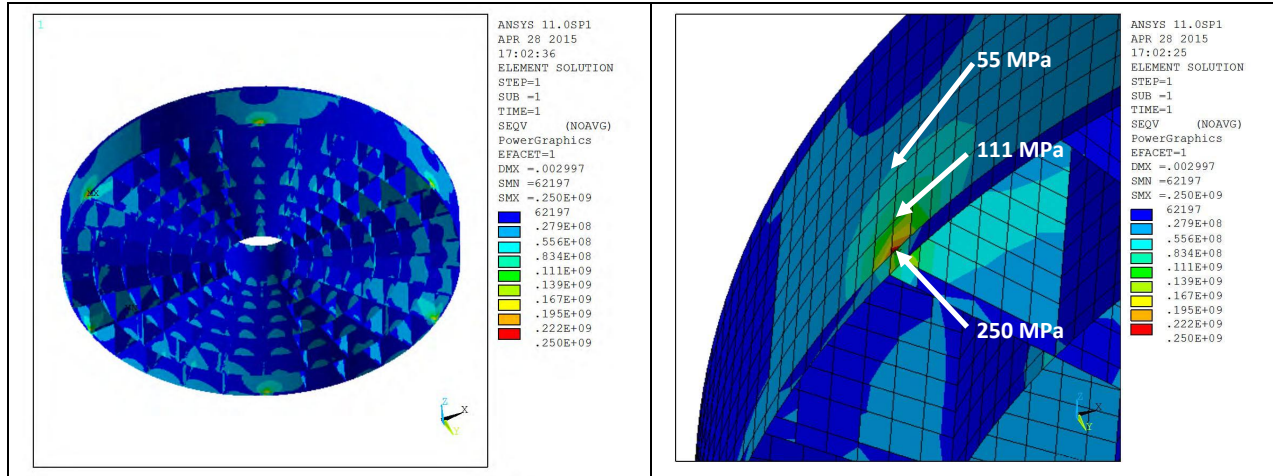 1
ANSYS 11.0SP1
APR 28 2015
17:02:36
ELEMENT SOLUTION
STEP=1
SUB =1
TIME=1
SEQV (NOAVG)
PowerGraphics
EFACET=1
DMX =.002997
SMN =62197
SMX =.250E+09
62197
.279E+08
.556E+08
.834E+08
.111E+09
.139E+09
.167E+09
.195E+09
.222E+09
.250E+09
MX
Z
X
Y
55 MPa
111 MPa
250 MPa
ANSYS 11.0SP1
APR 28 2015
17:02:25
ELEMENT SOLUTION
STEP=1
SUB =1
TIME=1
SEQV (NOAVG)
PowerGraphics
EFACET=1
DMX =.002997
SMN =62197
SMX =.250E+09
62197
.279E+08
.556E+08
.834E+08
.111E+09
.139E+09
.167E+09
.195E+09
.222E+09
.250E+09
Z
X
Y